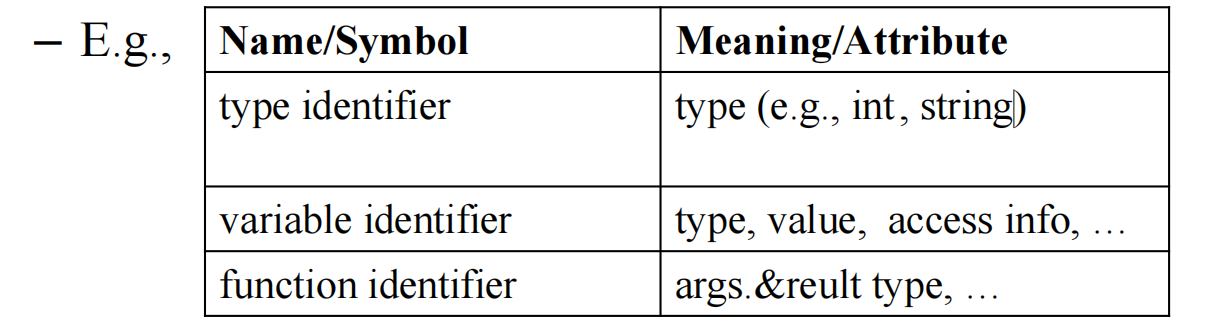 – E.g.,
Name/Symbol Meaning/Attribute
type identifier type (e.g., int, string)
variable identifier type, value, access info, …
function identifier args.&reult type, …